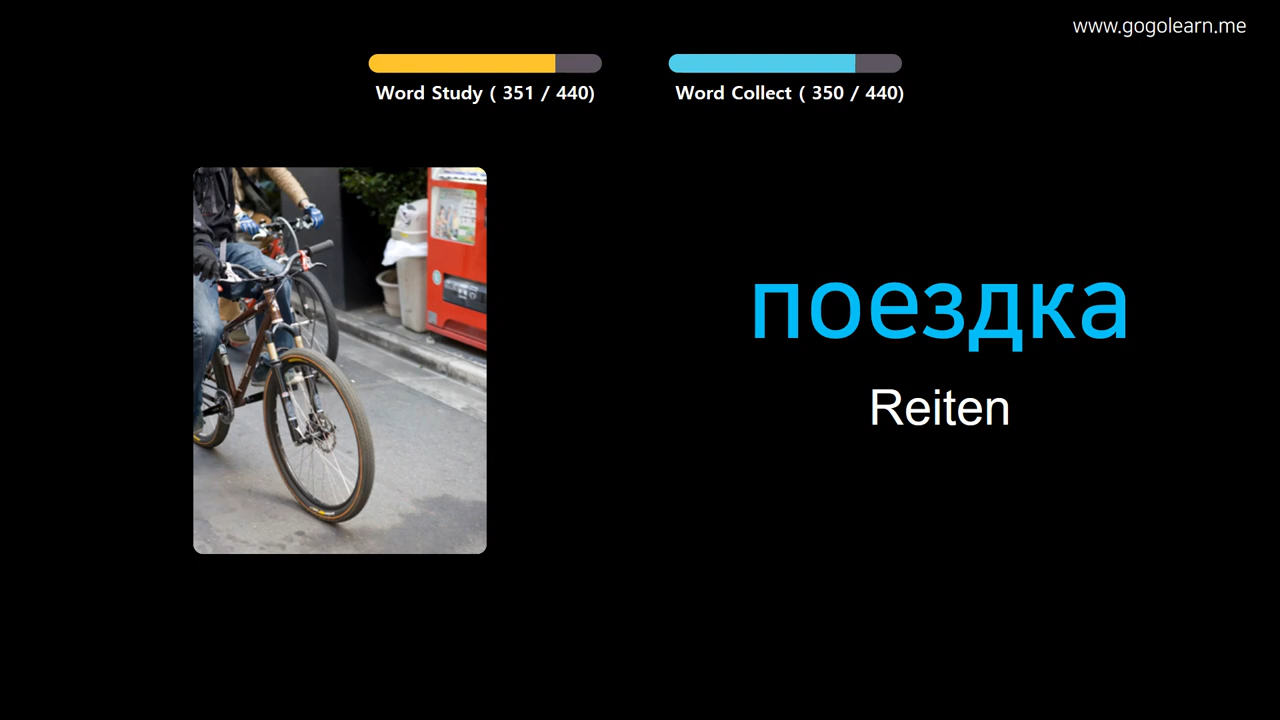 www.gogolearn.me
Word Study ( 351 / 440)
Word Collect ( 350 / 440)
поездка
Reiten